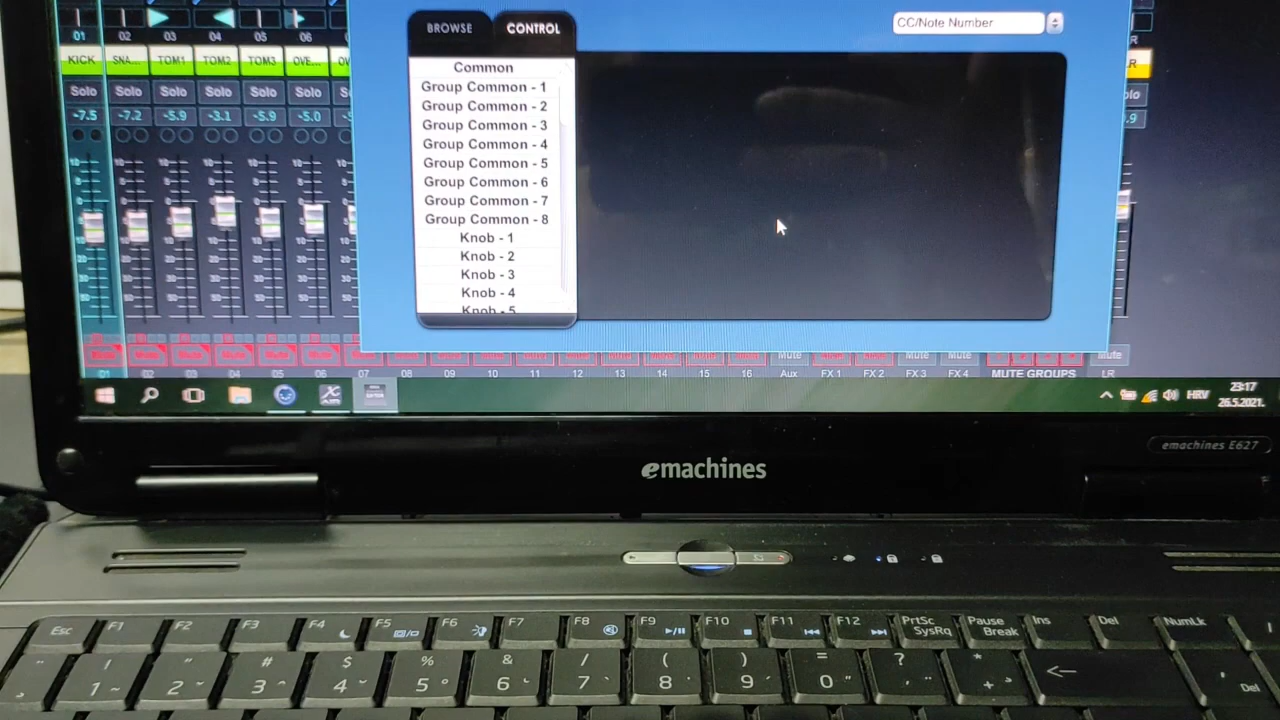 BROWSE CONTROL
CC/Note Number
01 02 03 04 05 06
KICK SNA... TOM1 TOM2 TOM3 OVE...
Solo Solo Solo Solo Solo Solo
-7.5 -7.2 -5.9 -3.1 -5.9 -5.0
Common
Group Common - 1
Group Common - 2
Group Common - 3
Group Common - 4
Group Common - 5
Group Common - 6
Group Common - 7
Group Common - 8
Knob - 1
Knob - 2
Knob - 3
Knob - 4
Knob - 5
Mute Mute
01 02 03 04 05 06 07 08 09 10 11 12 13 14 15 16 Aux FX 1 FX 2 FX 3 FX 4 MUTE GROUPS LR
HRV
23:17
26.5.2021.
emachines E627
emachines
Esc F1 F2 F3 F4 F5 F6 F7 F8 F9 F10 F11 F12 PrtSc SysRq Pause Break Ins Del NumLk
! " # $ % & / ( ) = ? *
1 ~ 2 3 ^ 4 5 ° 6 7 ` 8 9 0 +
Del